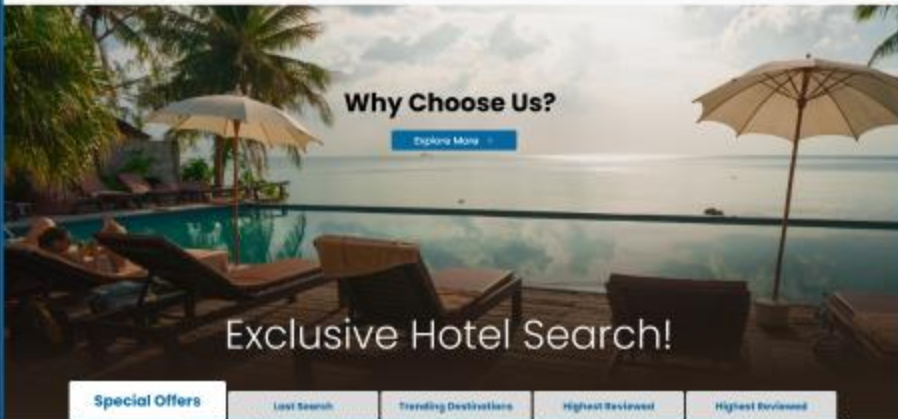 Why Choose Us?
Explore More
Exclusive Hotel Search!
Special Offers
Last Search
Trending Destinations
Highest Reviewed
Highest Reviewed